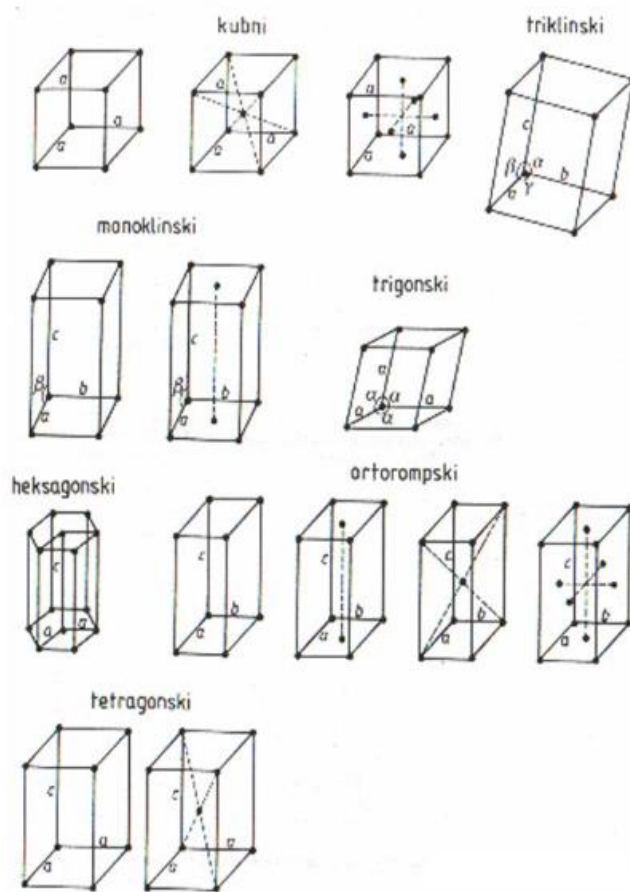 kubni
triklinski
a a a
a a a
a a a
c β α γ a b
monoklinski
trigonski
c β b a
c β b a
a α α α a a
heksagonski
ortorompski
c a a
c b a
c b a
c b a
c b a
tetragonski
c a a
c a a